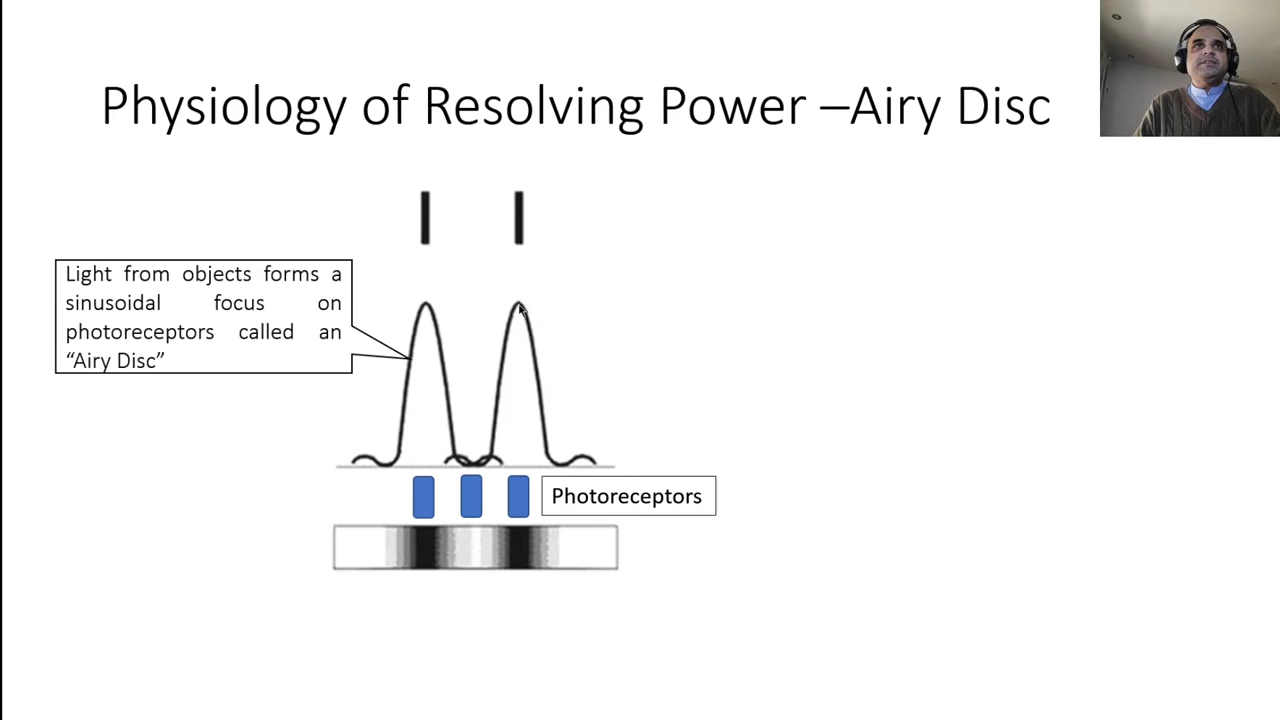 Physiology of Resolving Power –Airy Disc
Light from objects forms a
sinusoidal focus on
photoreceptors called an
“Airy Disc”
Photoreceptors